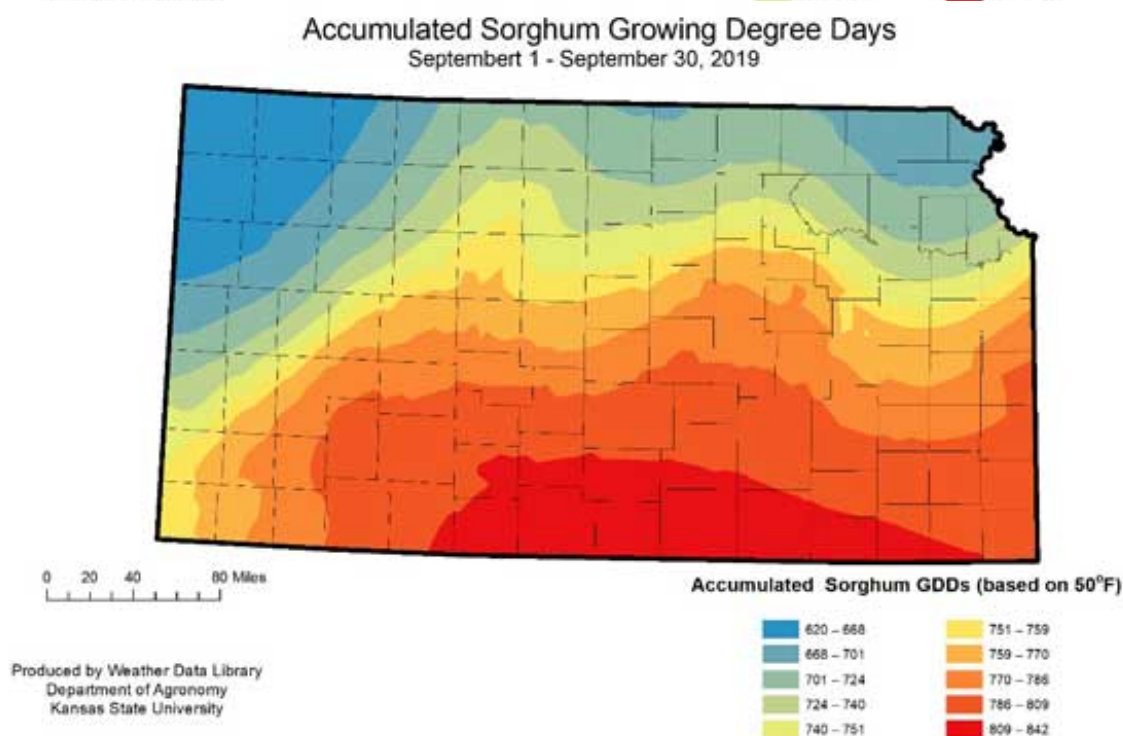 Accumulated Sorghum Growing Degree Days
Septembert 1 - September 30, 2019
0 20 40 80 Miles
Produced by Weather Data Library
Department of Agronomy
Kansas State University
Accumulated Sorghum GDDs (based on 50°F)
620 – 668
668 – 701
701 – 724
724 – 740
740 – 751
751 – 759
759 – 770
770 – 786
786 – 809
809 – 842